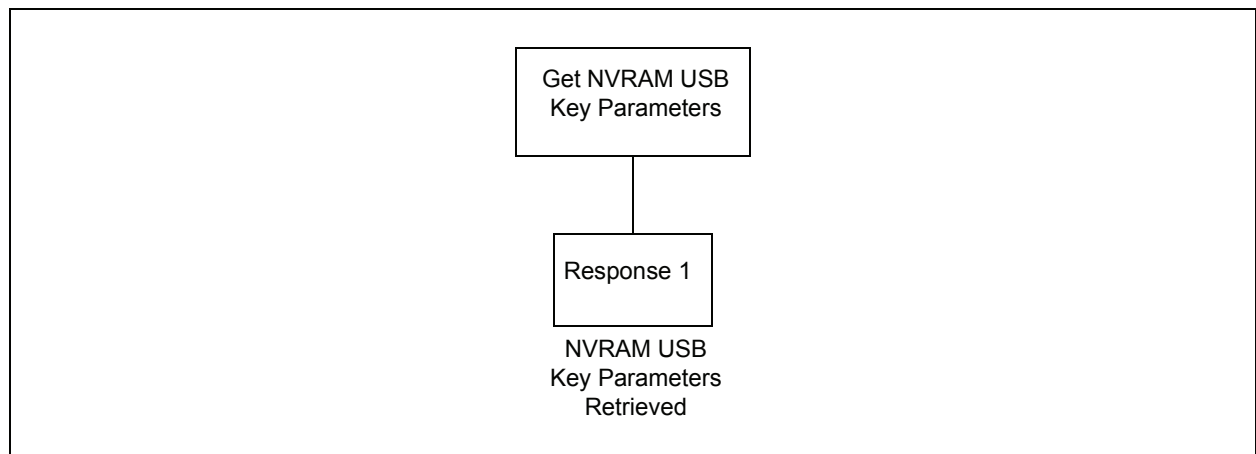 Get NVRAM USB
Key Parameters
Response 1
NVRAM USB
Key Parameters
Retrieved